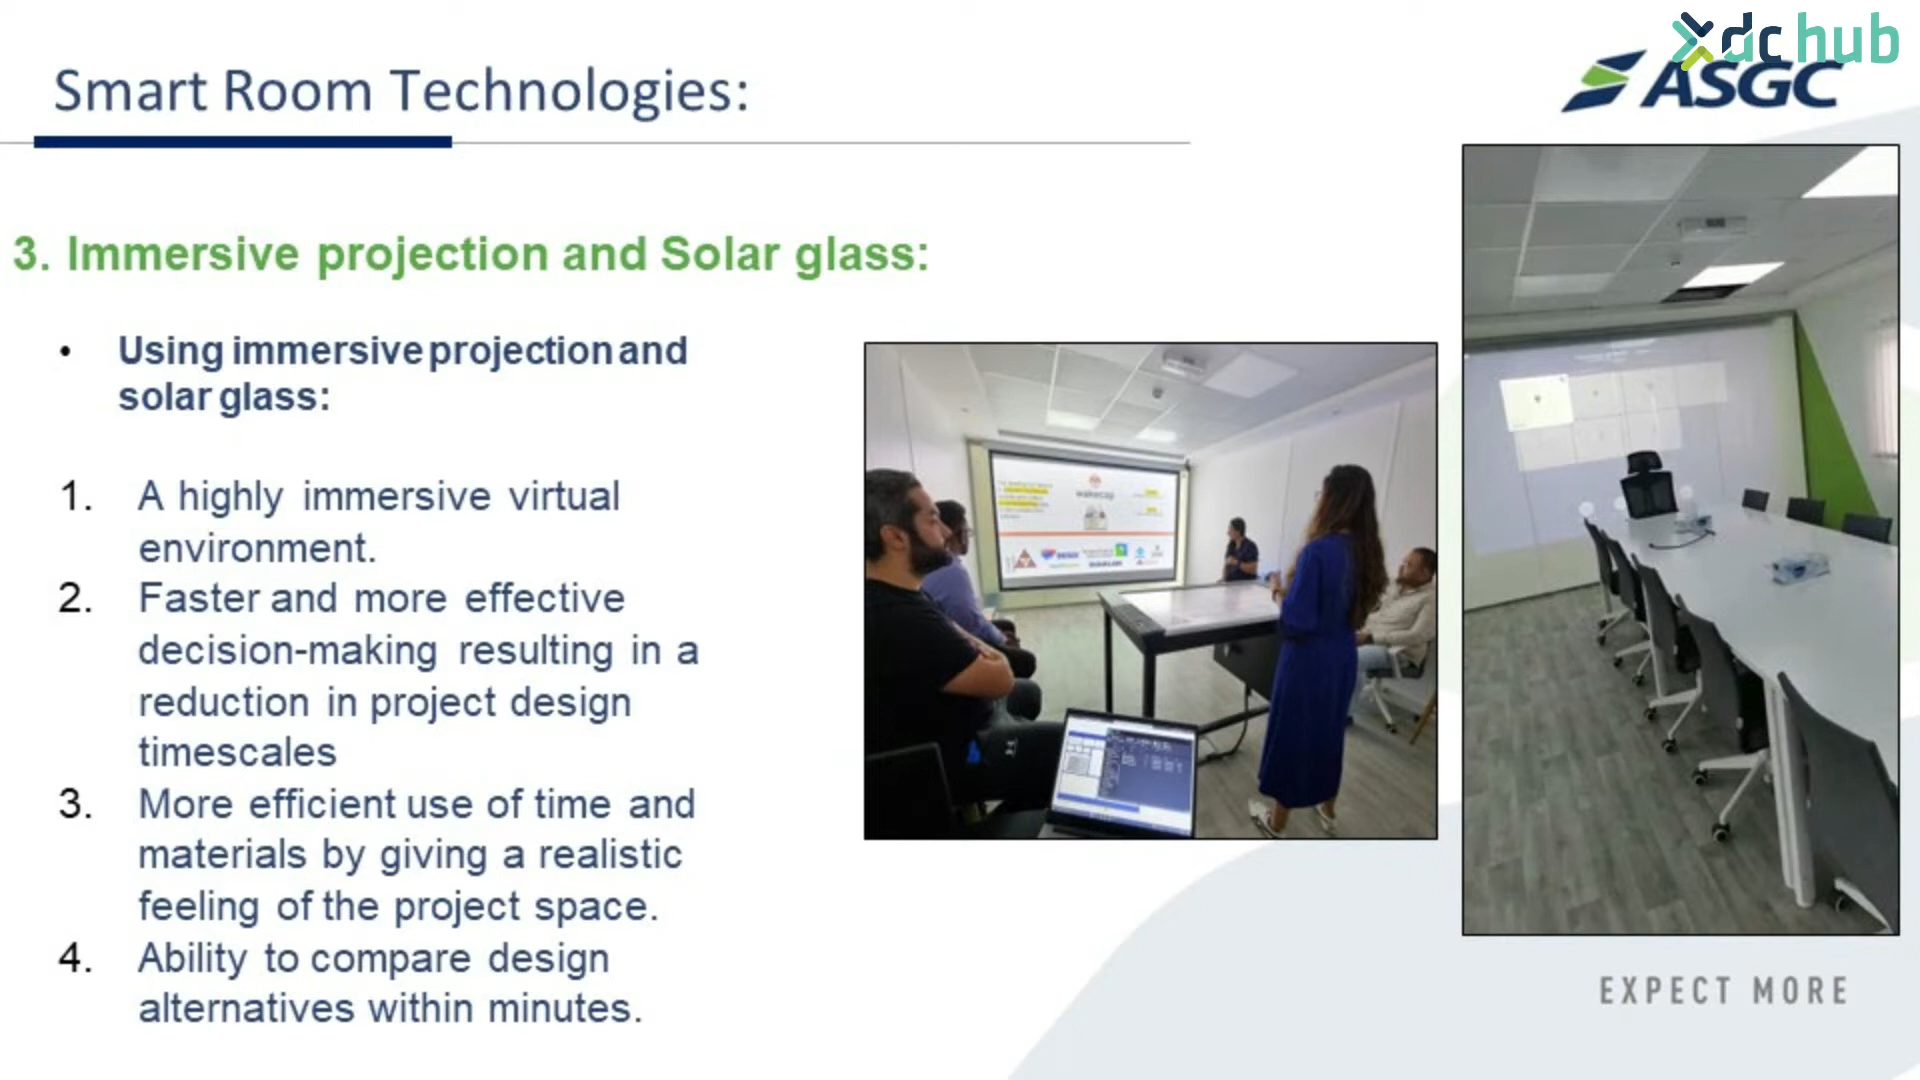 dc hub
Smart Room Technologies:
ASGC
3. Immersive projection and Solar glass:
• Using immersive projection and
solar glass:
1. A highly immersive virtual
environment.
2. Faster and more effective
decision-making resulting in a
reduction in project design
timescales
3. More efficient use of time and
materials by giving a realistic
feeling of the project space.
4. Ability to compare design
alternatives within minutes.
wakecap
EXPECT MORE